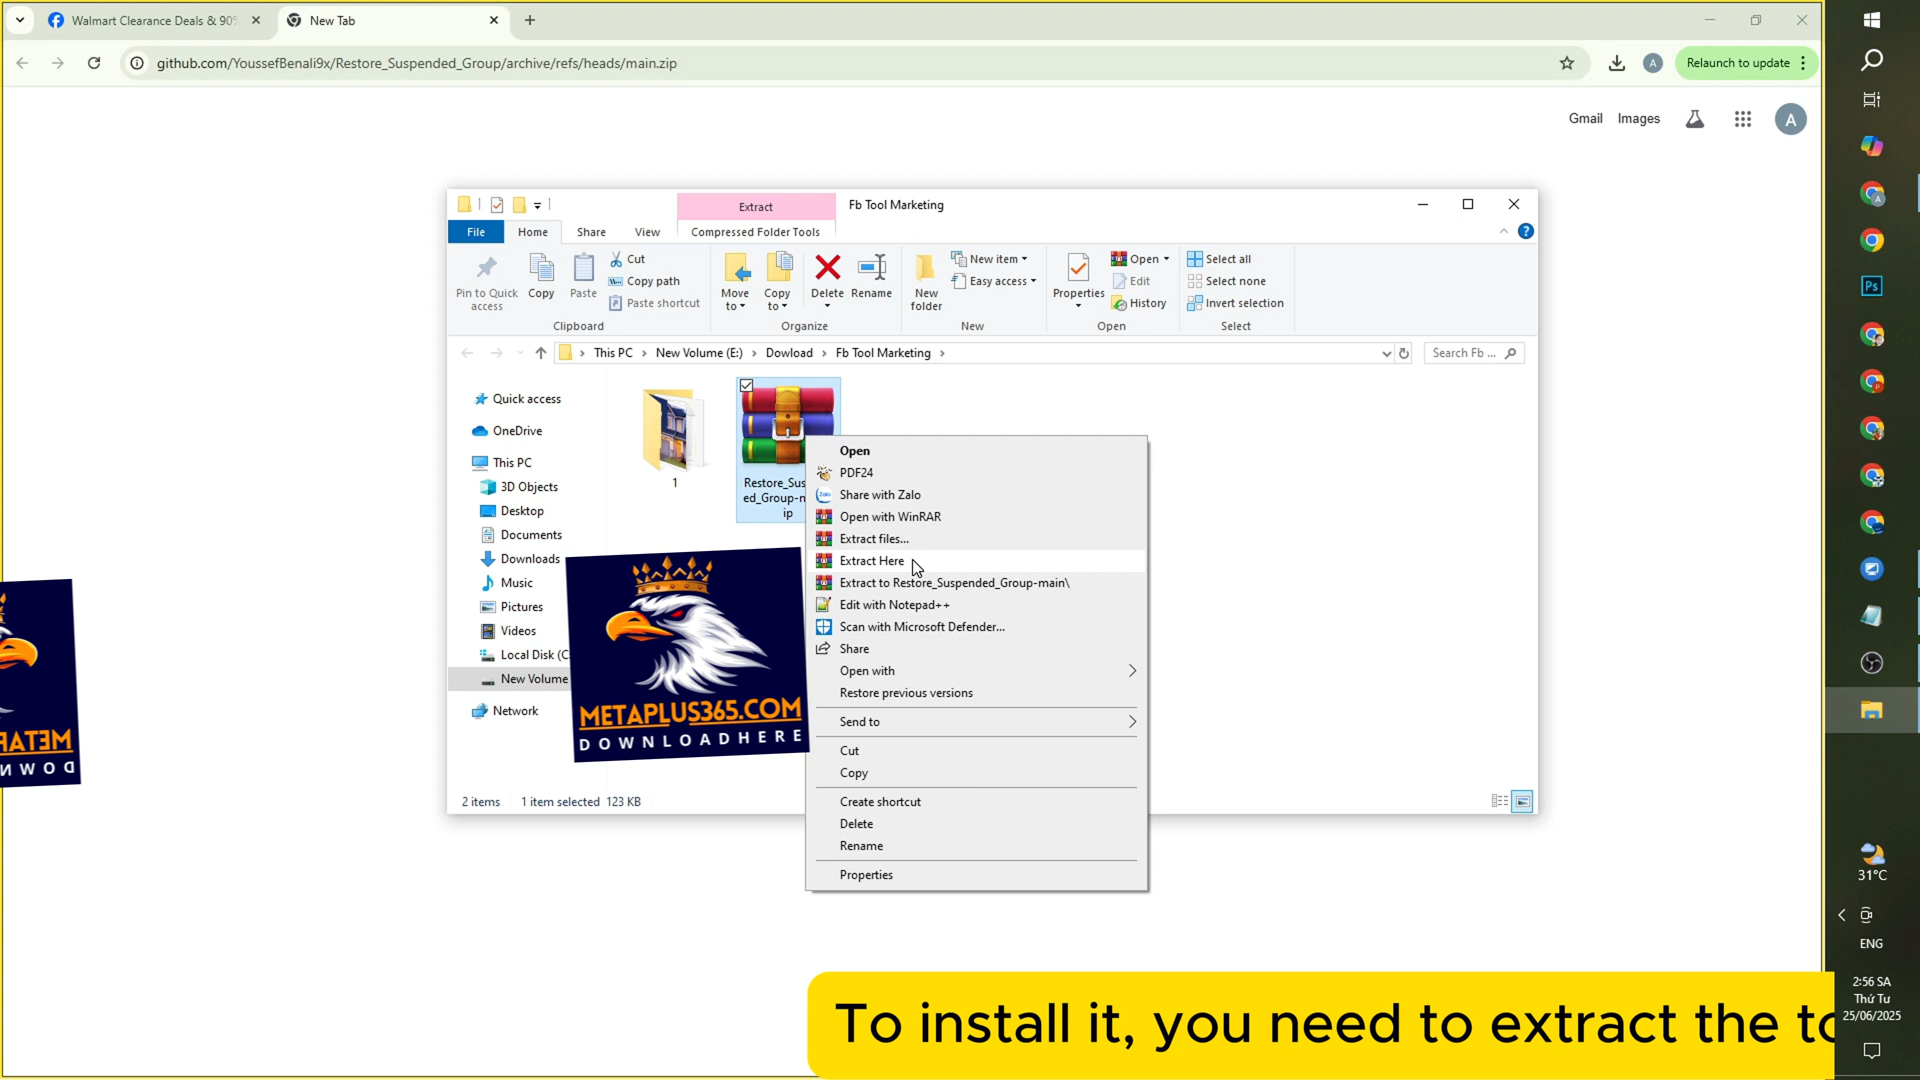 Walmart Clearance Deals & 90%
New Tab
github.com/YoussefBenali9x/Restore_Suspended_Group/archive/refs/heads/main.zip
A
Relaunch to update
Gmail
Images
A
Extract
Fb Tool Marketing
File
Home
Share
View
Compressed Folder Tools
Pin to Quick
access
Copy
Paste
Cut
Copy path
Paste shortcut
Clipboard
Move
to
Copy
to
Delete
Rename
Organize
New
folder
New item
Easy access
New
Properties
Open
Edit
History
Open
Select all
Select none
Invert selection
Select
This PC
New Volume (E:)
Dowload
Fb Tool Marketing
Search Fb ...
Quick access
OneDrive
This PC
3D Objects
Desktop
Documents
Downloads
Music
Pictures
Videos
Local Disk (C
New Volume
Network
1
Restore_Sus
ed_Group-m
ip
METAPLUS365.COM
DOWNLOADHERE
Open
PDF24
Share with Zalo
Open with WinRAR
Extract files...
Extract Here
Extract to Restore_Suspended_Group-main\
Edit with Notepad++
Scan with Microsoft Defender...
Share
Open with
Restore previous versions
Send to
Cut
Copy
Create shortcut
Delete
Rename
Properties
2 items
1 item selected 123 KB
Ps
31°C
ENG
2:56 SA
Thứ Tư
25/06/2025
To install it, you need to extract the to